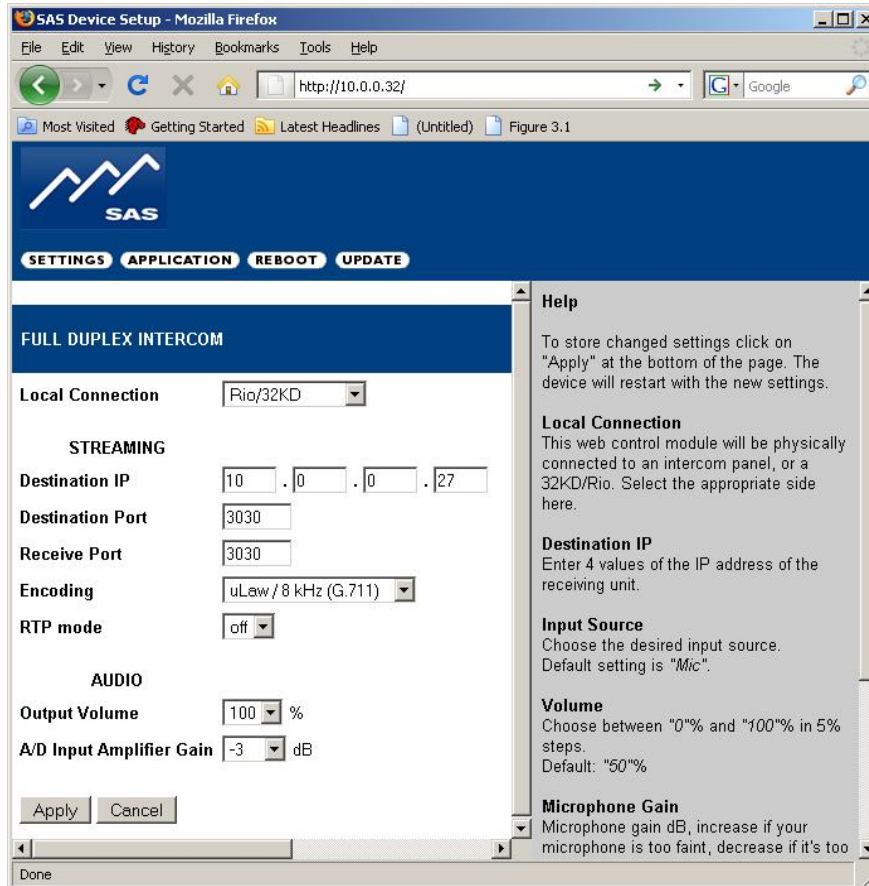 SAS Device Setup - Mozilla Firefox
File Edit View History Bookmarks Tools Help
http://10.0.0.32/
G Google
Most Visited Getting Started Latest Headlines (Untitled) Figure 3.1
SAS
SETTINGS APPLICATION REBOOT UPDATE
FULL DUPLEX INTERCOM
Local Connection Rio/32KD
STREAMING
Destination IP 10 . 0 . 0 . 27
Destination Port 3030
Receive Port 3030
Encoding uLaw / 8 kHz (G.711)
RTP mode off
AUDIO
Output Volume 100 %
A/D Input Amplifier Gain -3 dB
Apply Cancel
Help
To store changed settings click on
"Apply" at the bottom of the page. The
device will restart with the new settings.
Local Connection
This web control module will be physically
connected to an intercom panel, or a
32KD/Rio. Select the appropriate side
here.
Destination IP
Enter 4 values of the IP address of the
receiving unit.
Input Source
Choose the desired input source.
Default setting is "Mic".
Volume
Choose between "0"% and "100"% in 5%
steps.
Default: "50"%
Microphone Gain
Microphone gain dB, increase if your
microphone is too faint, decrease if it's too
Done